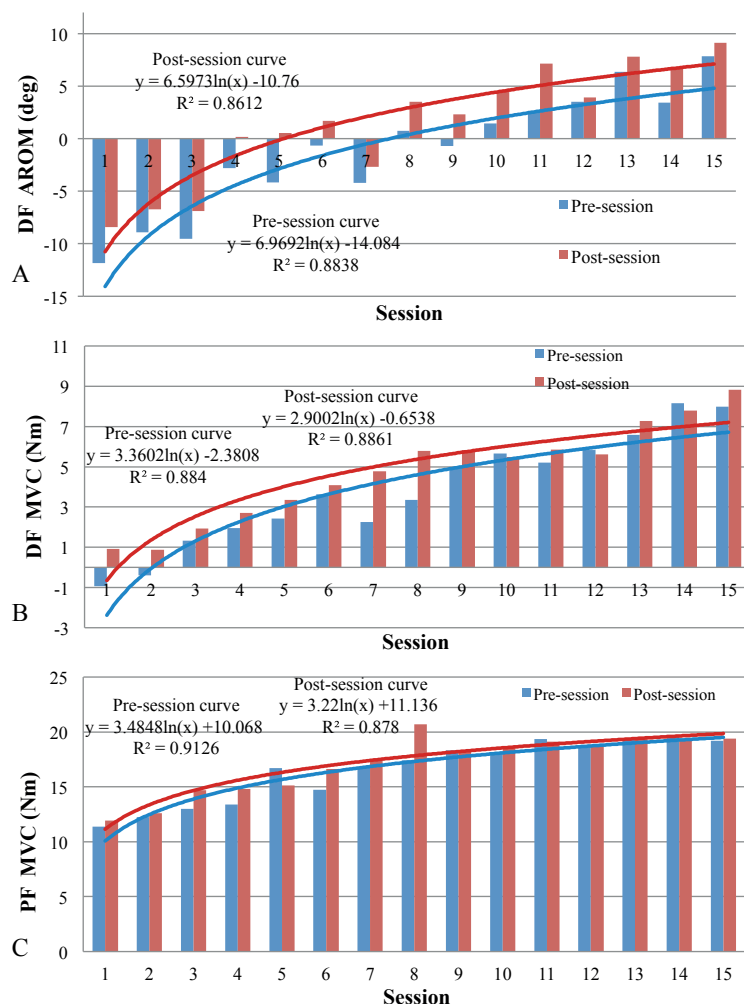 10
5
0
-5
-10
-15
DF AROM (deg)
Post-session curve
y = 6.5973ln(x) -10.76
R² = 0.8612
1 2 3 4 5 6 7 8 9 10 11 12 13 14 15
Pre-session curve
y = 6.9692ln(x) -14.084
R² = 0.8838
Pre-session
Post-session
A
Session
11
9
7
5
3
1
-1
-3
DF MVC (Nm)
Pre-session
Post-session
Post-session curve
y = 2.9002ln(x) -0.6538
R² = 0.8861
Pre-session curve
y = 3.3602ln(x) -2.3808
R² = 0.884
1 2 3 4 5 6 7 8 9 10 11 12 13 14 15
B
Session
25
20
15
10
5
0
PF MVC (Nm)
Post-session curve
y = 3.22ln(x) +11.136
R² = 0.878
Pre-session curve
y = 3.4848ln(x) +10.068
R² = 0.9126
Pre-session Post-session
C
1 2 3 4 5 6 7 8 9 10 11 12 13 14 15
Session